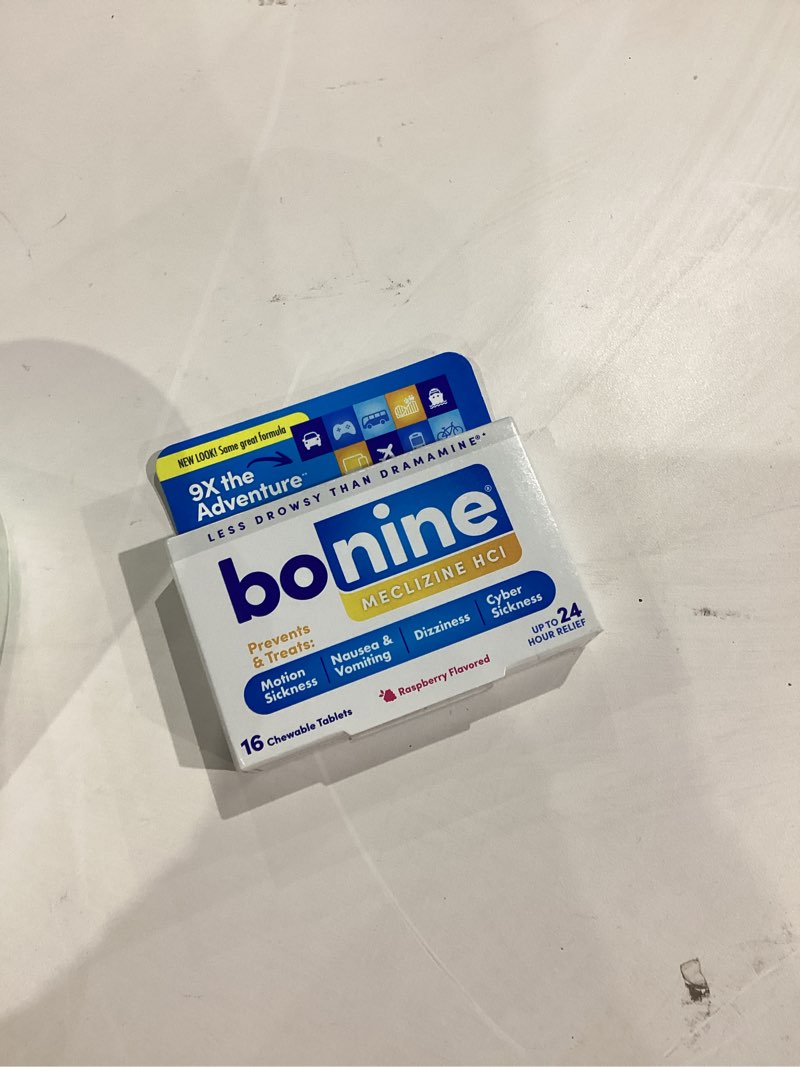 NEW LOOK! Same great formula
9X the
Adventure™
LESS DROWSY THAN DRAMAMINE®*
bonine®
MECLIZINE HCl
Prevents
& Treats:
Motion
Sickness
Nausea &
Vomiting
Dizziness
Cyber
Sickness
UP TO 24
HOUR RELIEF
Raspberry Flavored
16 Chewable Tablets